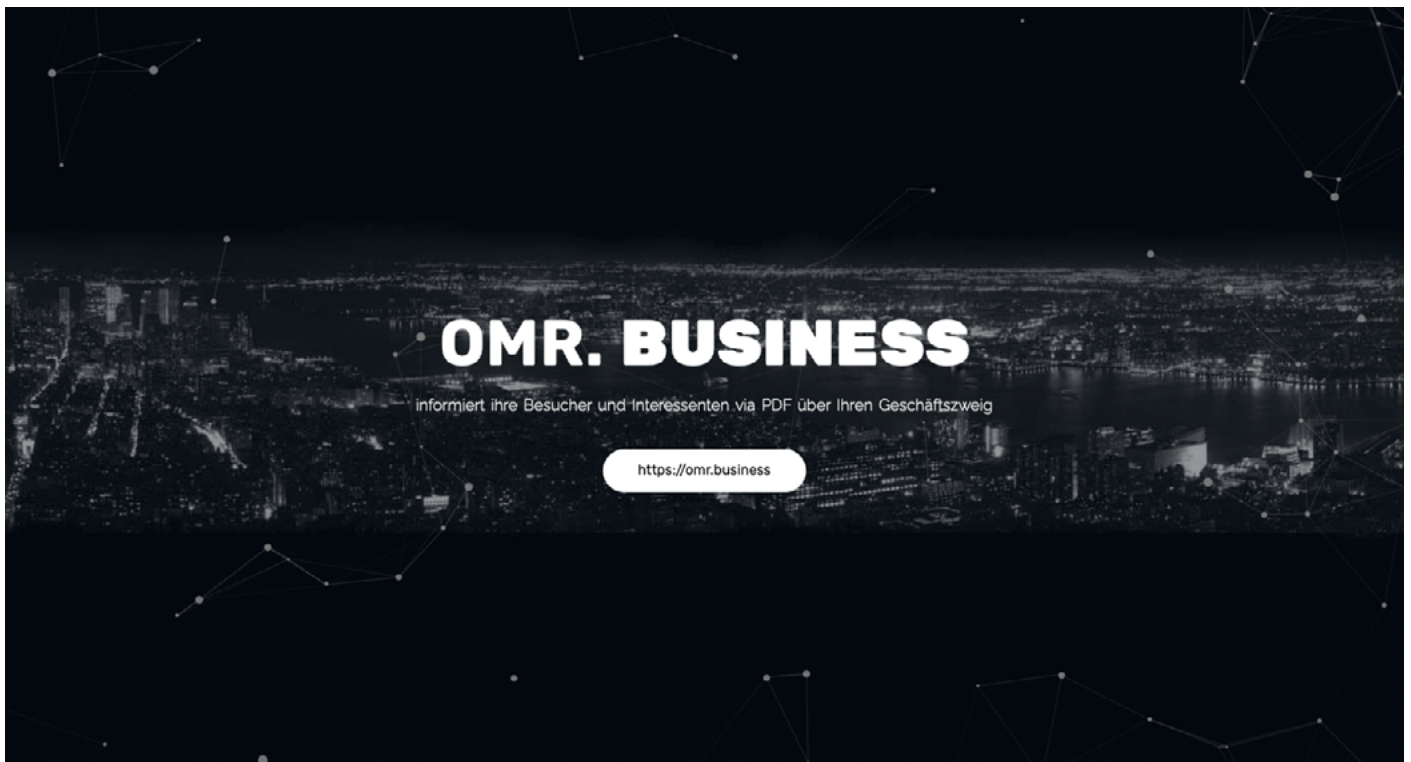 OMR. BUSINESS
informiert ihre Besucher und Interessenten via PDF über Ihren Geschäftszweig
https://omr.business